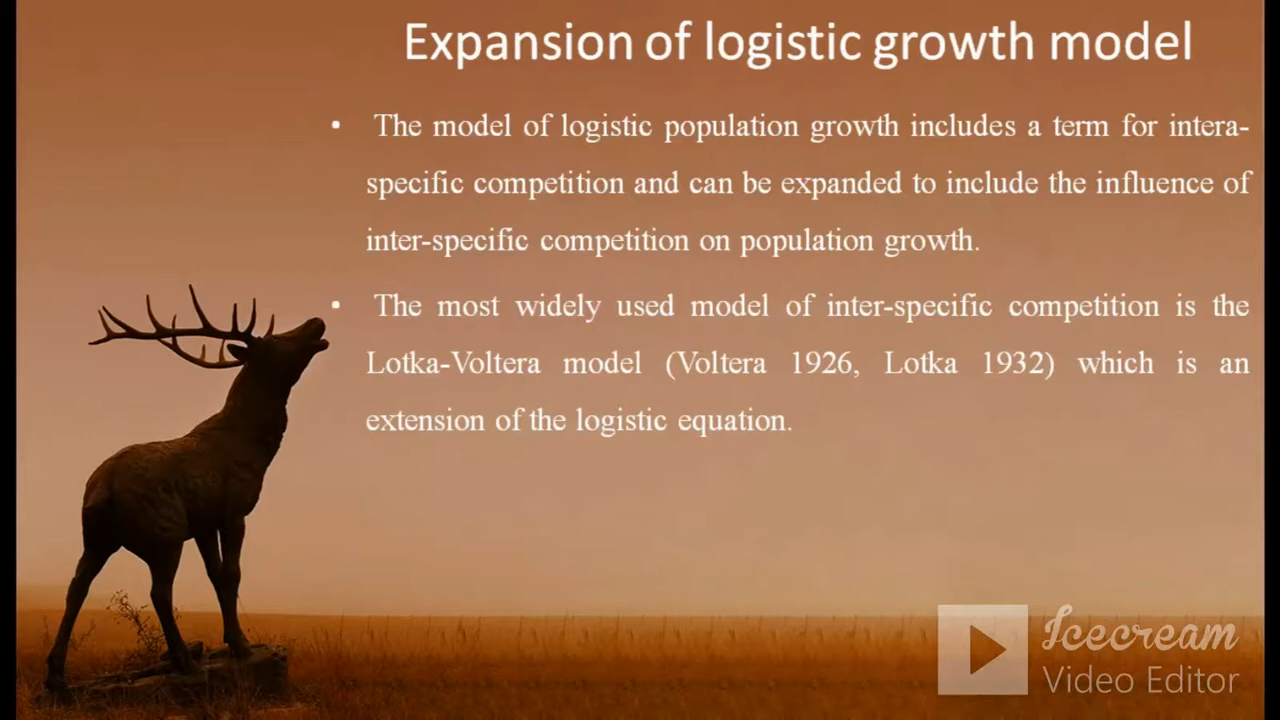 Expansion of logistic growth model
• The model of logistic population growth includes a term for intera-
specific competition and can be expanded to include the influence of
inter-specific competition on population growth.
• The most widely used model of inter-specific competition is the
Lotka-Voltera model (Voltera 1926, Lotka 1932) which is an
extension of the logistic equation.
Icecream
Video Editor